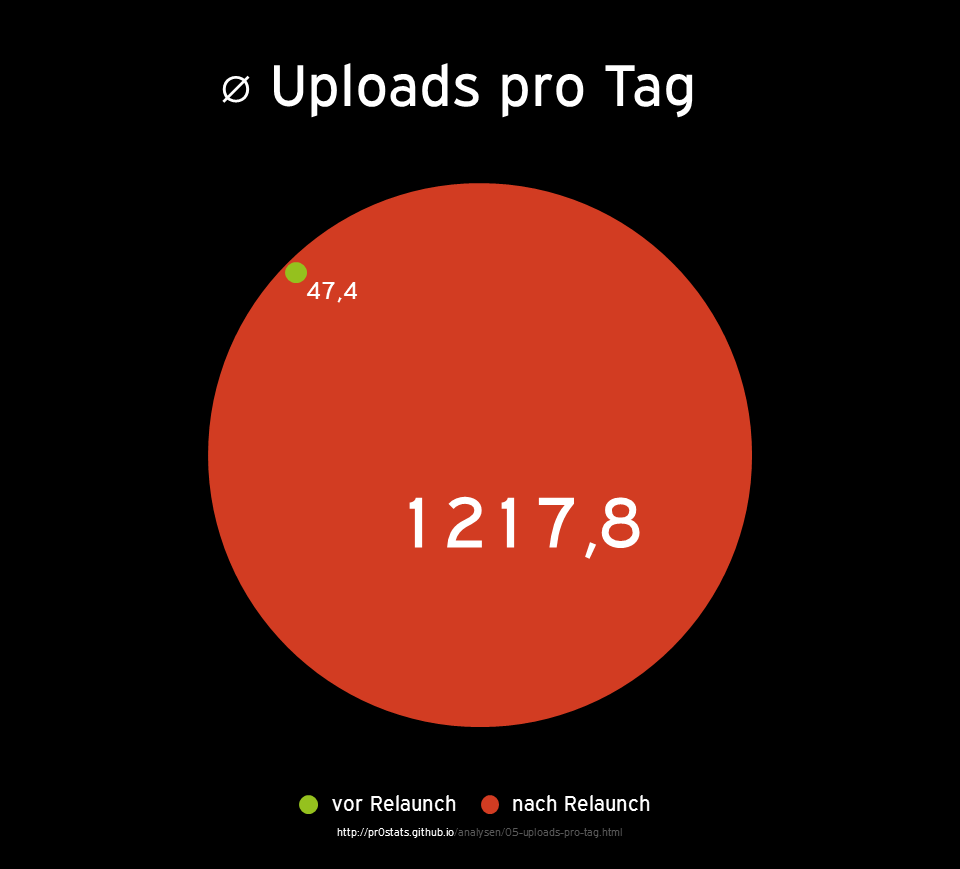 ⌀ Uploads pro Tag
47,4
1217,8
vor Relaunch nach Relaunch
http://pr0stats.github.io/analysen/05-uploads-pro-tag.html